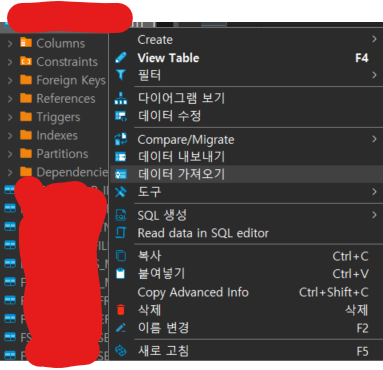 Columns
Constraints
Foreign Keys
References
Triggers
Indexes
Partitions
Dependencie
Create
View Table F4
필터
다이어그램 보기
데이터 수정
Compare/Migrate
데이터 내보내기
데이터 가져오기
도구
SQL 생성
Read data in SQL editor
복사 Ctrl+C
붙여넣기 Ctrl+V
Copy Advanced Info Ctrl+Shift+C
삭제 삭제
이름 변경 F2
새로 고침 F5